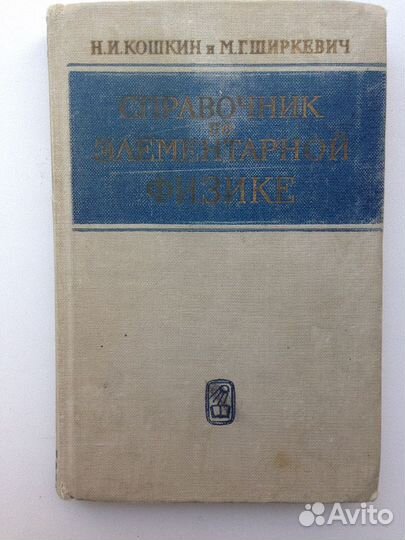 Н.И.КОШКИН и М.Г.ШИРКЕВИЧ
СПРАВОЧНИК
ПО
ЭЛЕМЕНТАРНОЙ
ФИЗИКЕ
Avito